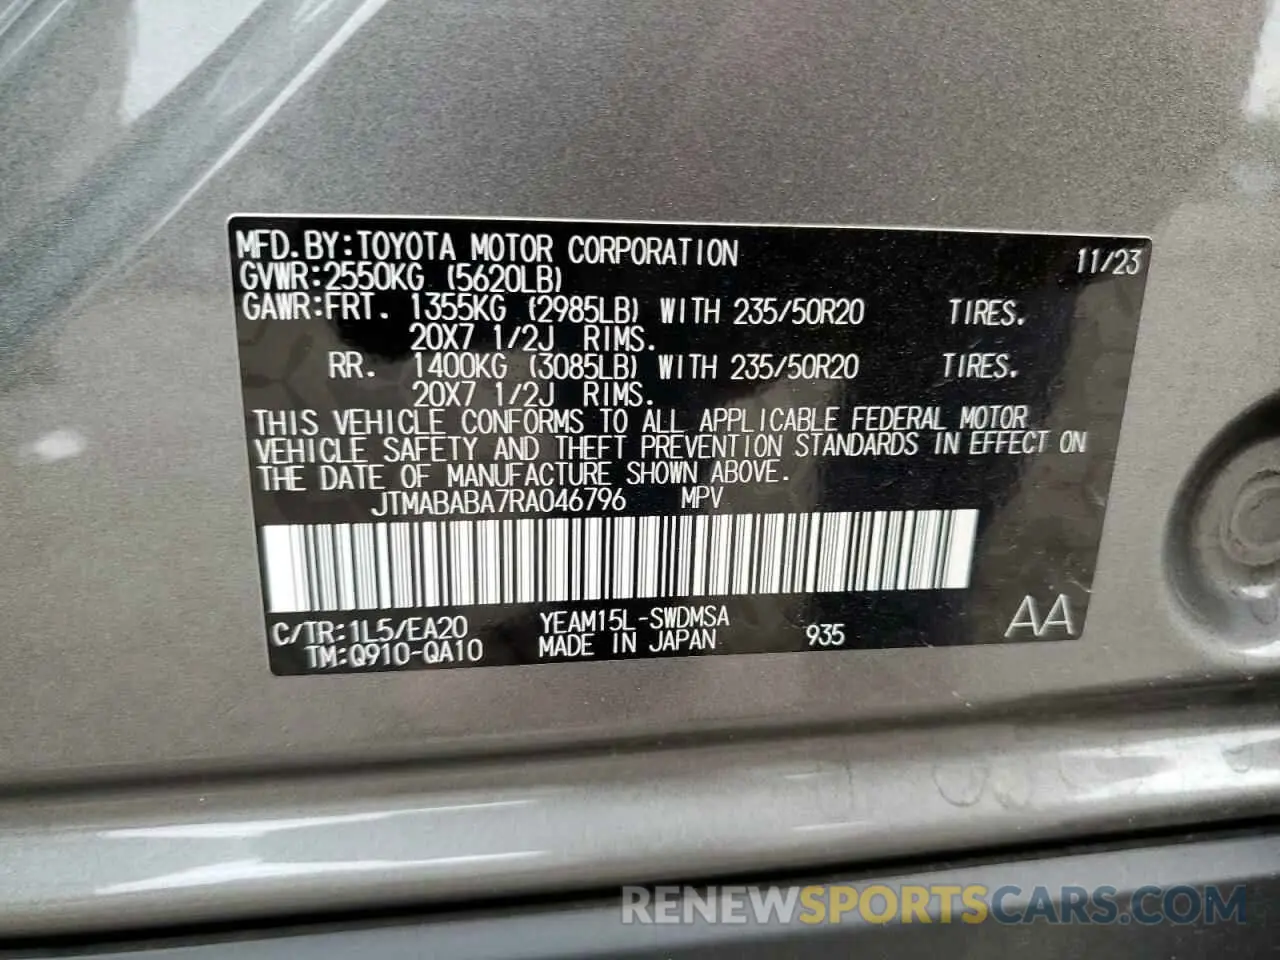 MFD.BY:TOYOTA MOTOR CORPORATION 11/23
GVWR:2550KG (5620LB)
GAWR:FRT. 1355KG (2985LB) WITH 235/50R20 TIRES.
20X7 1/2J RIMS.
RR. 1400KG (3085LB) WITH 235/50R20 TIRES.
20X7 1/2J RIMS.
THIS VEHICLE CONFORMS TO ALL APPLICABLE FEDERAL MOTOR
VEHICLE SAFETY AND THEFT PREVENTION STANDARDS IN EFFECT ON
THE DATE OF MANUFACTURE SHOWN ABOVE.
JTMABABA7RA046796 MPV
C/TR:1L5/EA20 YEAM15L-SWDMSA
TM:Q910-QA10 MADE IN JAPAN 935 AA
RENEWSPORTSCARS.COM